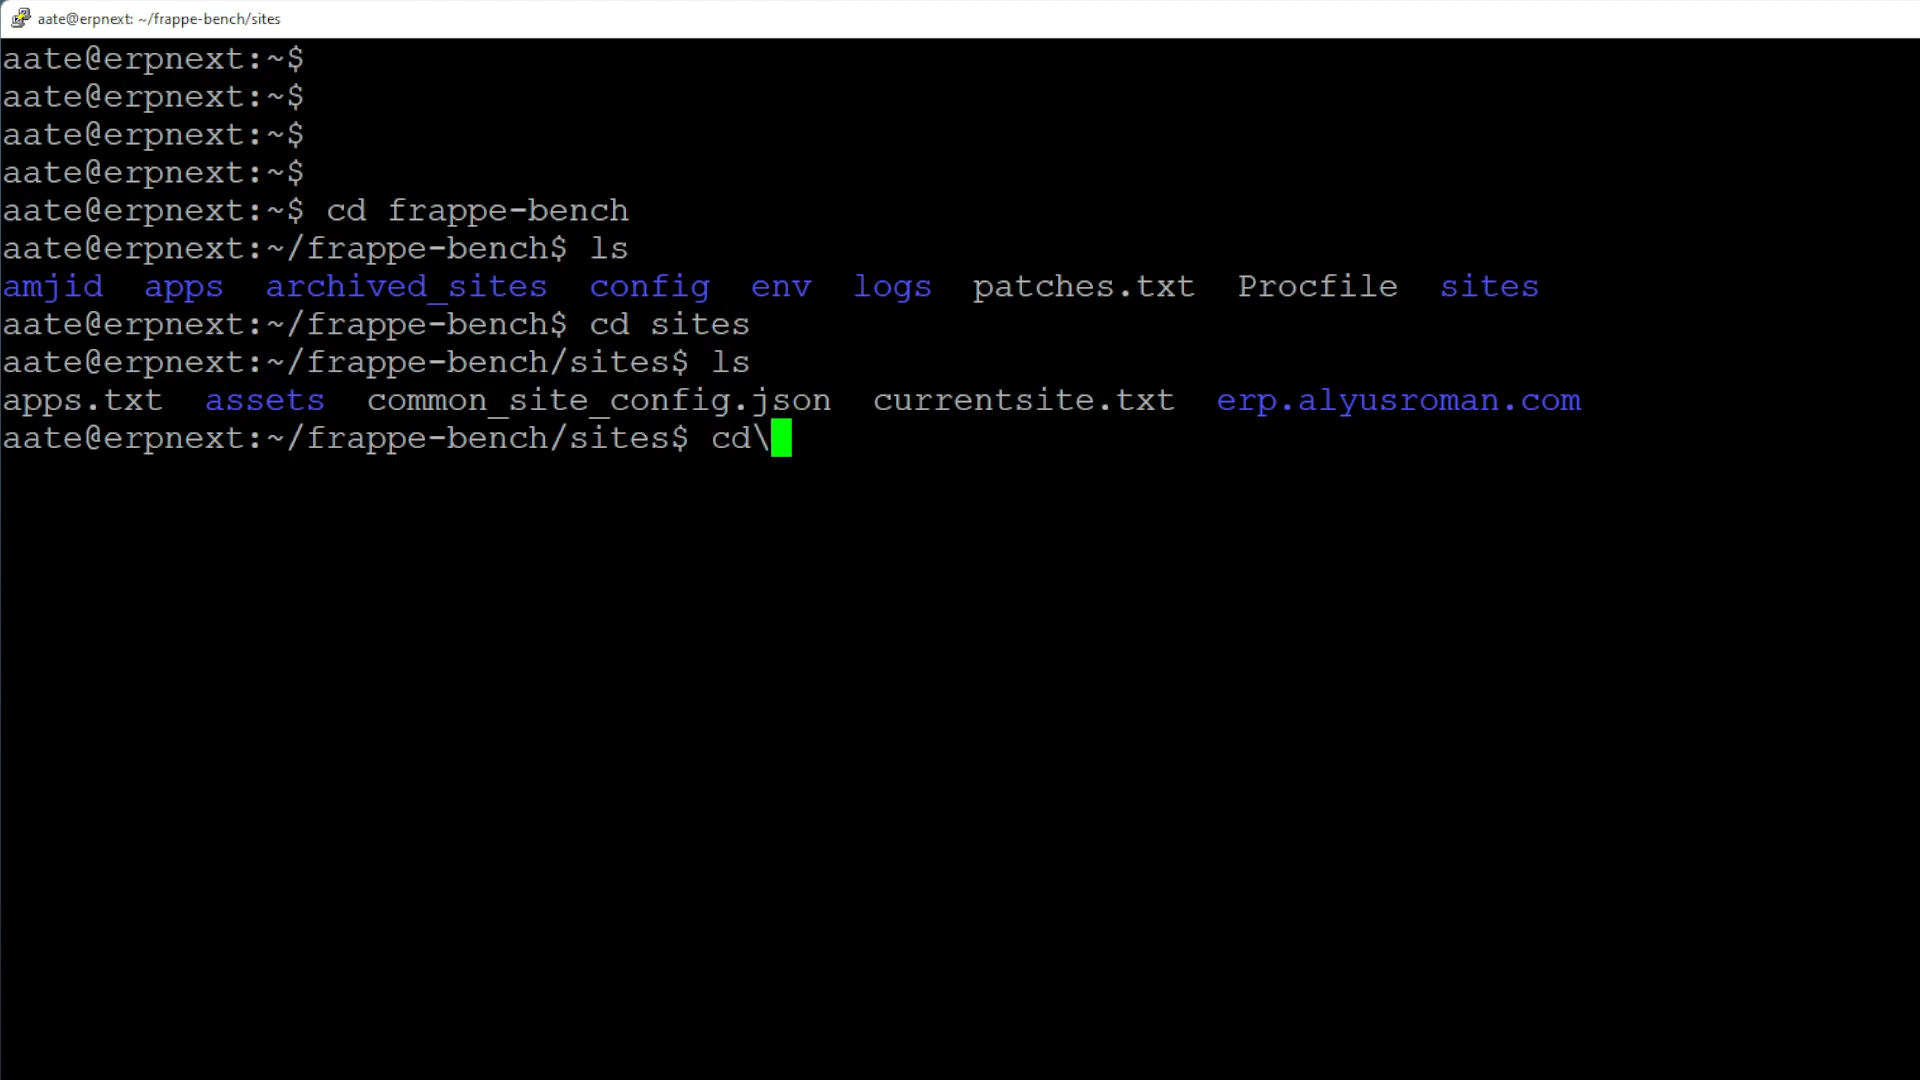 aate@erpnext: ~/frappe-bench/sites
aate@erpnext:~$
aate@erpnext:~$
aate@erpnext:~$
aate@erpnext:~$
aate@erpnext:~$ cd frappe-bench
aate@erpnext:~/frappe-bench$ ls
amjid  apps  archived_sites  config  env  logs  patches.txt  Procfile  sites
aate@erpnext:~/frappe-bench$ cd sites
aate@erpnext:~/frappe-bench/sites$ ls
apps.txt  assets  common_site_config.json  currentsite.txt  erp.alyusroman.com
aate@erpnext:~/frappe-bench/sites$ cd\